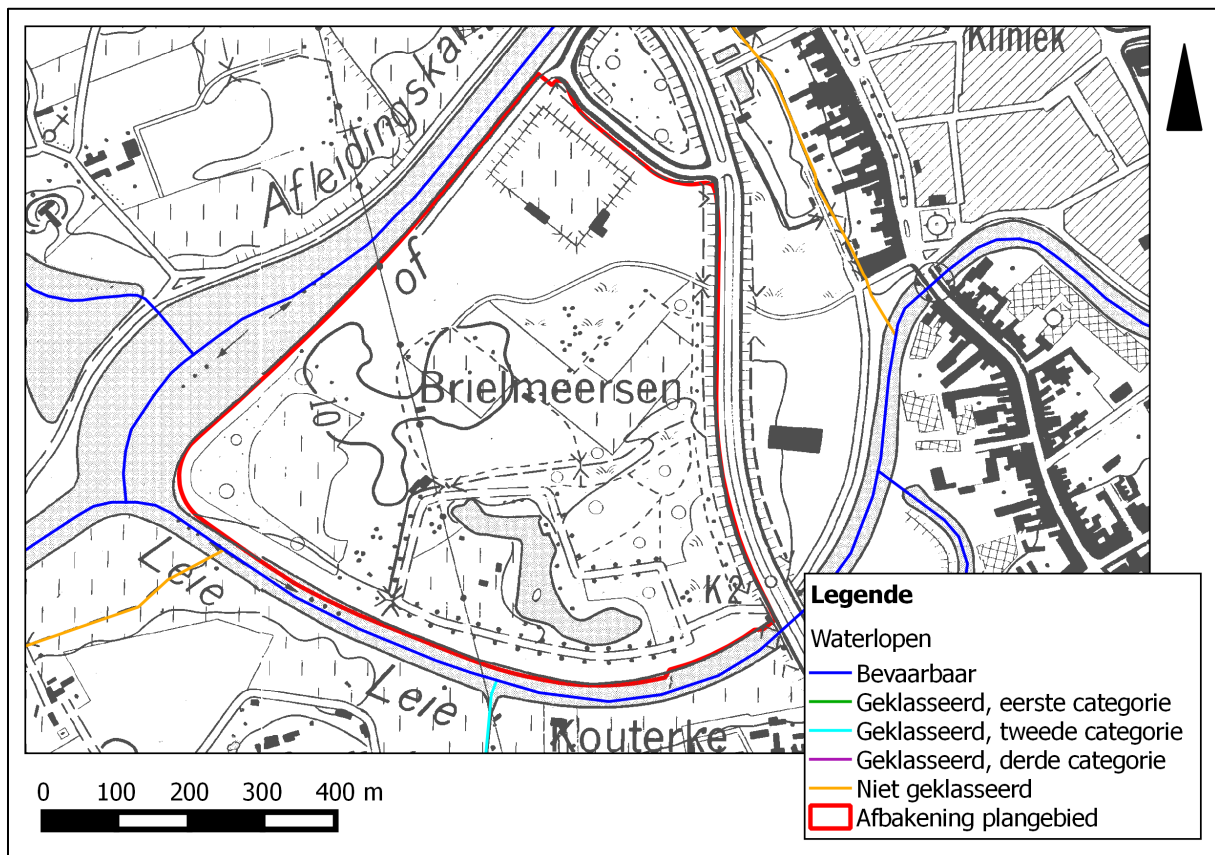 Kliniek
Afleidingskan
of
Brielmeersen
10
K2
Leie
Leie
Kouterke
Legende
Waterlopen
Bevaarbaar
Geklasseerd, eerste categorie
Geklasseerd, tweede categorie
Geklasseerd, derde categorie
Niet geklasseerd
Afbakening plangebied
0 100 200 300 400 m